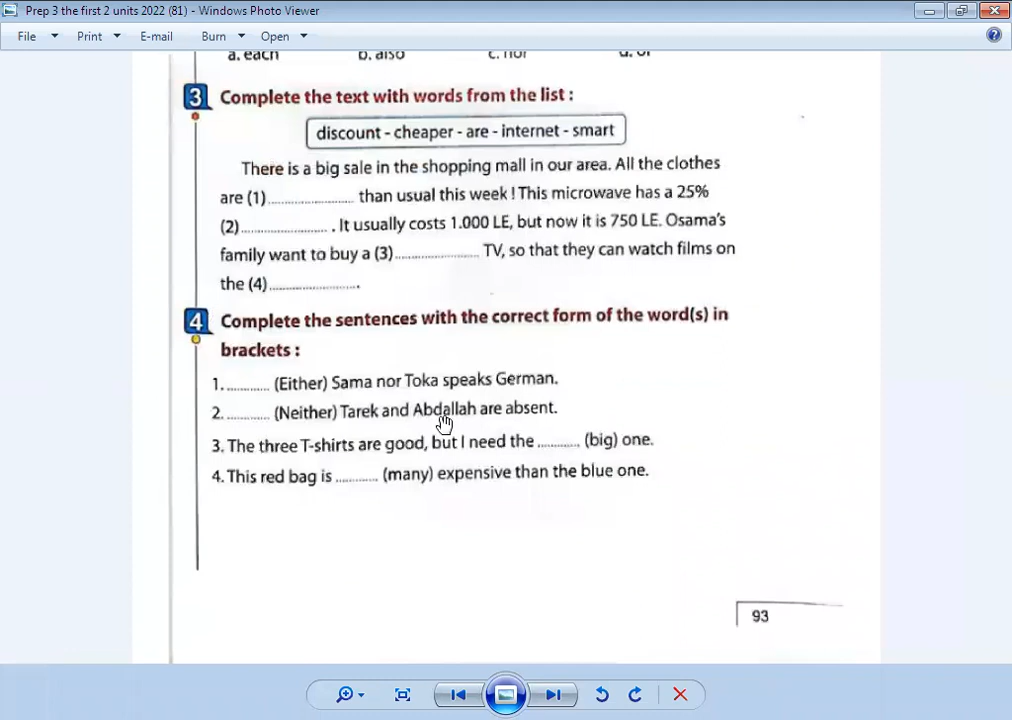 Prep 3 the first 2 units 2022 (81) - Windows Photo Viewer
File Print E-mail Burn Open
a. each b. also c. nor d. or
3 Complete the text with words from the list :
discount - cheaper - are - internet - smart
There is a big sale in the shopping mall in our area. All the clothes
are (1)..................... than usual this week ! This microwave has a 25%
(2)..................... . It usually costs 1.000 LE, but now it is 750 LE. Osama's
family want to buy a (3)..................... TV, so that they can watch films on
the (4)..................... .
4 Complete the sentences with the correct form of the word(s) in
brackets :
1. ........... (Either) Sama nor Toka speaks German.
2. ........... (Neither) Tarek and Abdallah are absent.
3. The three T-shirts are good, but I need the ........... (big) one.
4. This red bag is ........... (many) expensive than the blue one.
93